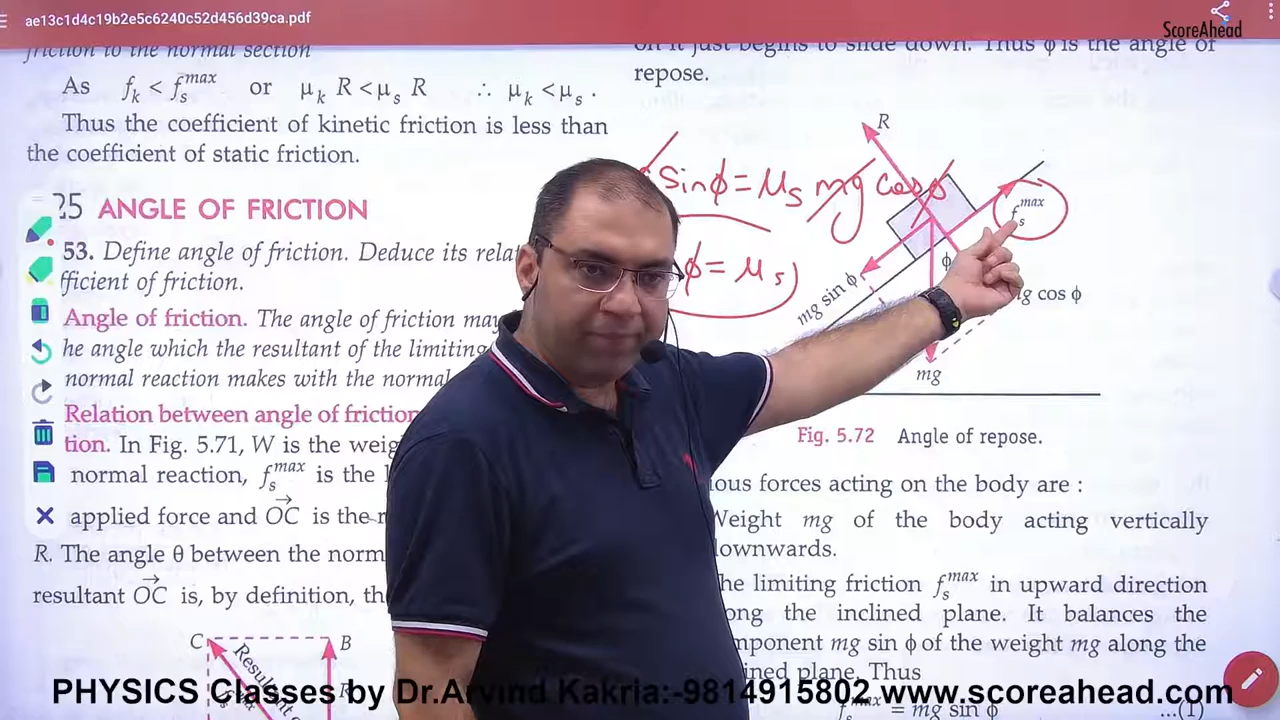 ae13c1d4c19b2e5c6240c52d456d39ca.pdf
ScoreAhead
friction to the normal section
As f_k < f_s^max or μ_k R < μ_s R ∴ μ_k < μ_s .
Thus the coefficient of kinetic friction is less than
the coefficient of static friction.
25 ANGLE OF FRICTION
53. Define angle of friction. Deduce its rela
fficient of friction.
Angle of friction. The angle of friction may
he angle which the resultant of the limiting
normal reaction makes with the normal
Relation between angle of friction
tion. In Fig. 5.71, W is the weig
normal reaction, f_s^max is the l
applied force and OC⃗ is the r
R. The angle θ between the norm
resultant OC⃗ is, by definition, th
C
B
Resultant
R
on it just begins to slide down. Thus φ is the angle of
repose.
R
sinφ = μs mg cos φ
f_s^max
φ = μs
φ
mg sin φ
mg cos φ
mg
Fig. 5.72 Angle of repose.
ious forces acting on the body are :
Weight mg of the body acting vertically
downwards.
he limiting friction f_s^max in upward direction
ong the inclined plane. It balances the
mponent mg sin φ of the weight mg along the
ined plane. Thus
f_s^max = mg sin φ ...(1)
PHYSICS Classes by Dr.Arvind Kakria:-9814915802 www.scoreahead.com